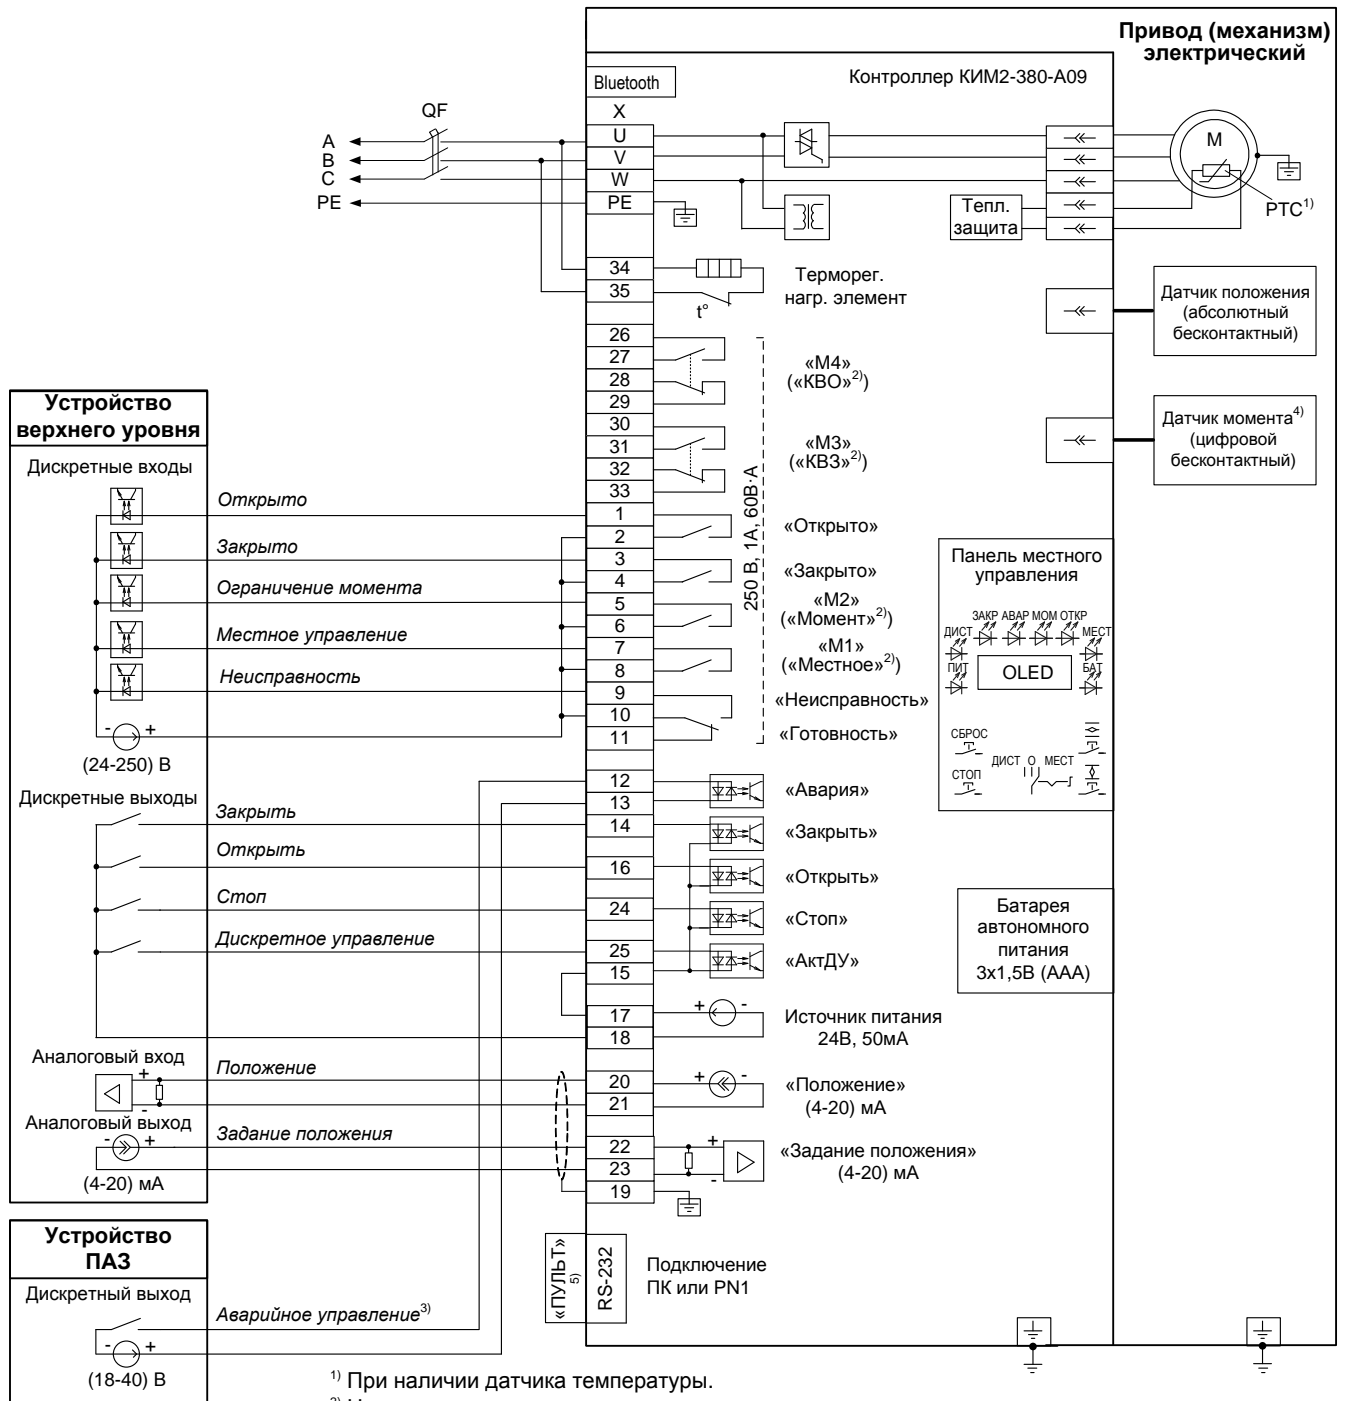 Привод (механизм)
электрический
Bluetooth
Контроллер КИМ2-380-А09
QF
X
A
B
C
PE
U
V
W
PE
M
PTC1)
Тепл.
защита
34
35
t°
Терморег.
нагр. элемент
Датчик положения
(абсолютный
бесконтактный)
26
27
28
29
«М4»
(«КВО»2))
30
31
32
33
«М3»
(«КВЗ»2))
Датчик момента4)
(цифровой
бесконтактный)
250 В, 1А, 60В·А
Устройство
верхнего уровня
Дискретные входы
Открыто
1
2
«Открыто»
Закрыто
3
4
«Закрыто»
Ограничение момента
5
6
«М2»
(«Момент»2))
Местное управление
7
8
«М1»
(«Местное»2))
Неисправность
9
10
11
«Неисправность»
«Готовность»
- +
(24-250) В
Панель местного
управления
ЗАКР АВАР МОМ ОТКР
ДИСТ МЕСТ
ПИТ OLED БАТ
СБРОС
ДИСТ О МЕСТ
СТОП
Дискретные выходы
12
13
«Авария»
Закрыть
14
«Закрыть»
Открыть
16
«Открыть»
Стоп
24
«Стоп»
Дискретное управление
25
15
«АктДУ»
Батарея
автономного
питания
3х1,5В (ААА)
17
18
+ -
Источник питания
24В, 50мА
Аналоговый вход
+
-
Положение
20
21
+ -
«Положение»
(4-20) мА
Аналоговый выход
- +
(4-20) мА
Задание положения
22
23
19
+
-
«Задание положения»
(4-20) мА
«ПУЛЬТ»
5)
RS-232
Подключение
ПК или PN1
Устройство
ПАЗ
Дискретный выход
Аварийное управление3)
- +
(18-40) В
1) При наличии датчика температуры.